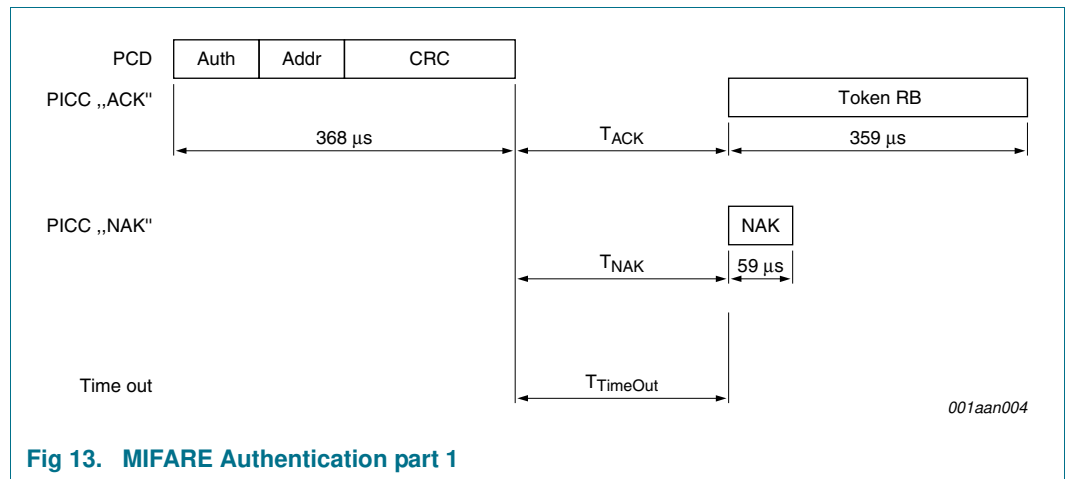 PCD Auth Addr CRC
PICC ,,ACK" Token RB
368 µs TACK 359 µs
PICC ,,NAK" NAK
TNAK 59 µs
Time out TTimeOut
001aan004
Fig 13. MIFARE Authentication part 1